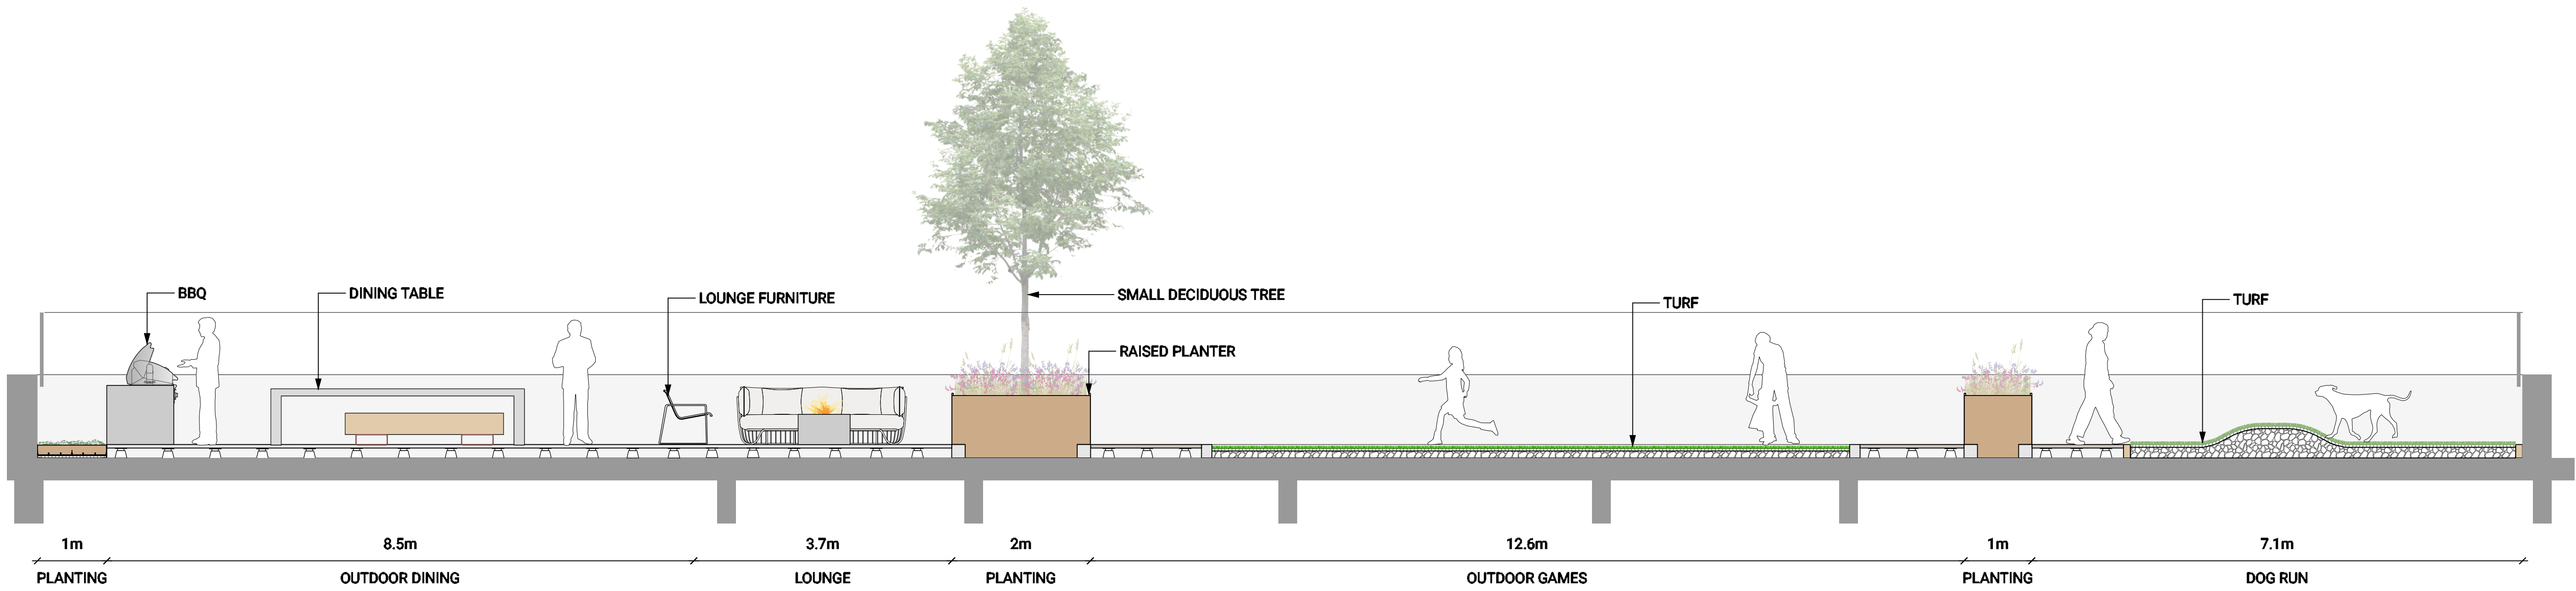 BBQ
DINING TABLE
LOUNGE FURNITURE
SMALL DECIDUOUS TREE
TURF
TURF
RAISED PLANTER
1m
8.5m
3.7m
2m
12.6m
1m
7.1m
PLANTING
OUTDOOR DINING
LOUNGE
PLANTING
OUTDOOR GAMES
PLANTING
DOG RUN